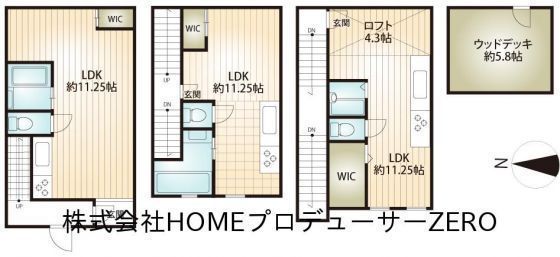 WIC
LDK
約11.25帖
UP
玄関
WIC
LDK
約11.25帖
玄関
UP
DN
玄関
ロフト
4.3帖
DN
LDK
約11.25帖
WIC
ウッドデッキ
約5.8帖
N
株式会社HOMEプロデューサーZERO